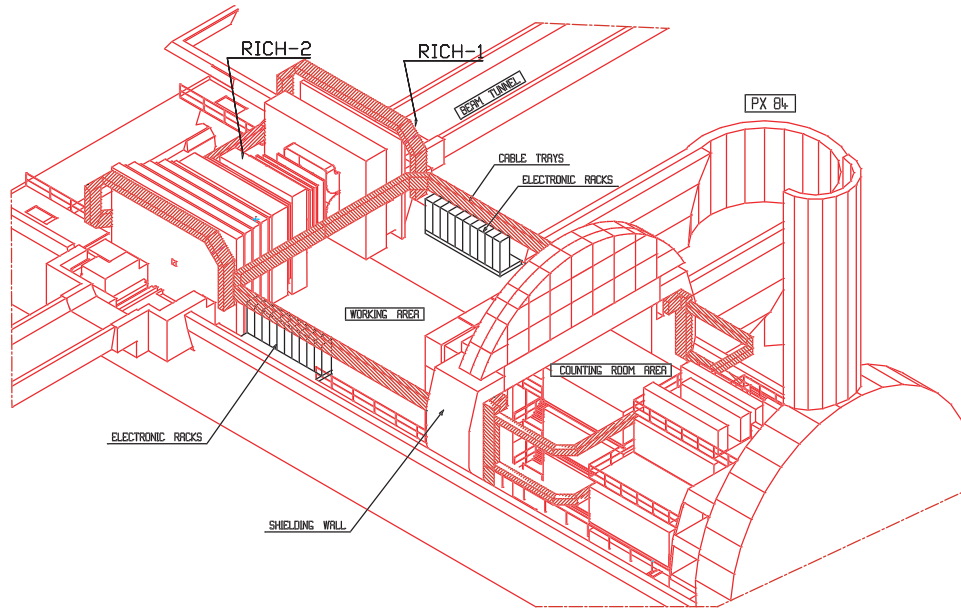 RICH-2
RICH-1
BEAM TUNNEL
PX 84
CABLE TRAYS
ELECTRONIC RACKS
WORKING AREA
COUNTING ROOM AREA
ELECTRONIC RACKS
SHIELDING WALL